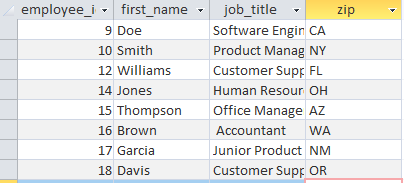 employee_i first_name job_title zip
9 Doe Software Engin CA
10 Smith Product Manag NY
12 Williams Customer Supp FL
14 Jones Human Resour OH
15 Thompson Office Manage AZ
16 Brown Accountant WA
17 Garcia Junior Product NM
18 Davis Customer Supp OR